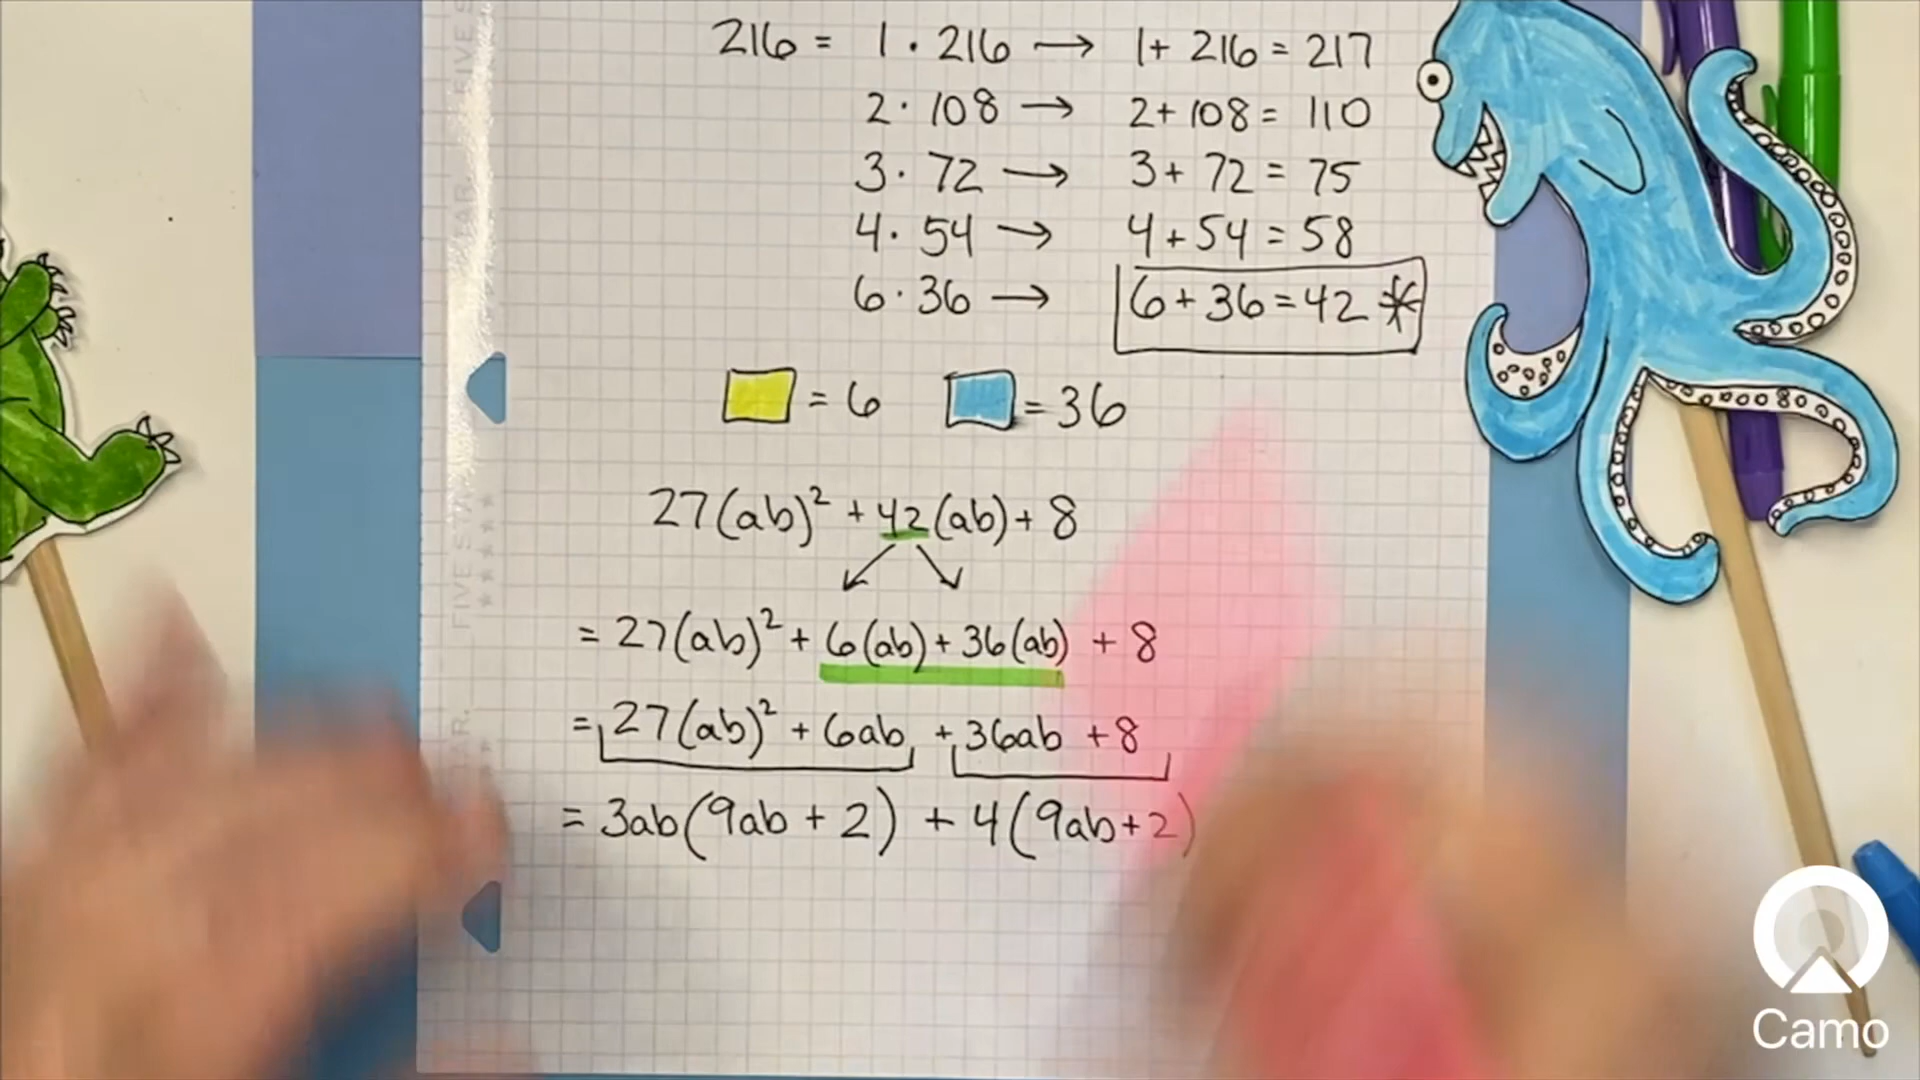 216 = 1 · 216 → 1 + 216 = 217
2 · 108 → 2 + 108 = 110
3 · 72 → 3 + 72 = 75
4 · 54 → 4 + 54 = 58
6 · 36 → 6 + 36 = 42 *
= 6 = 36
27(ab)² + 42(ab) + 8
= 27(ab)² + 6(ab) + 36(ab) + 8
= 27(ab)² + 6ab + 36ab + 8
= 3ab(9ab + 2) + 4(9ab+2)
FIVE STAR
Camo